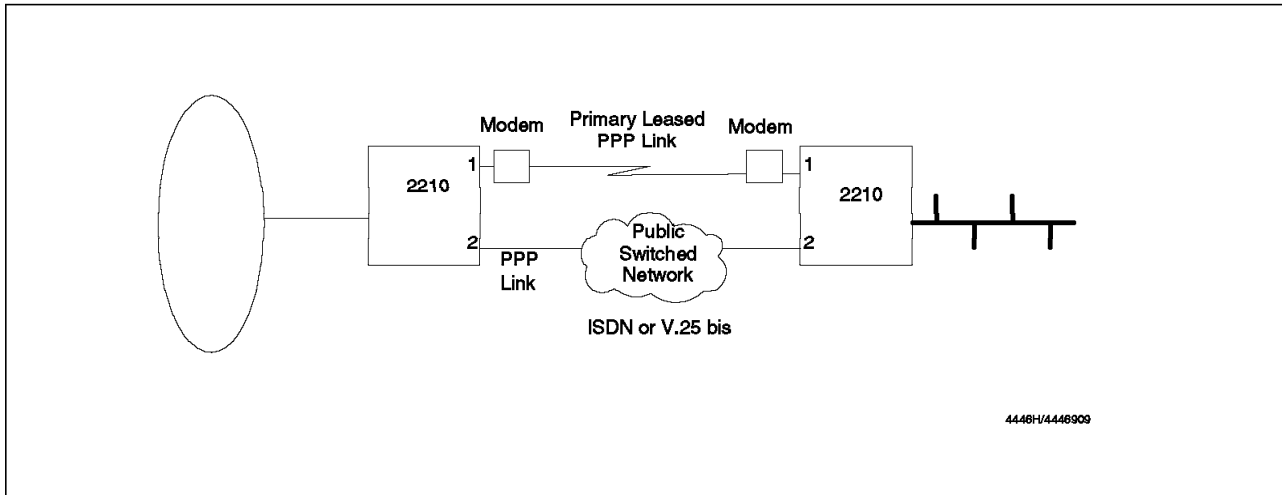 Modem
Primary Leased
PPP Link
Modem
1
1
2210
2210
2
2
PPP
Link
Public
Switched
Network
ISDN or V.25 bis
4446H/4446909